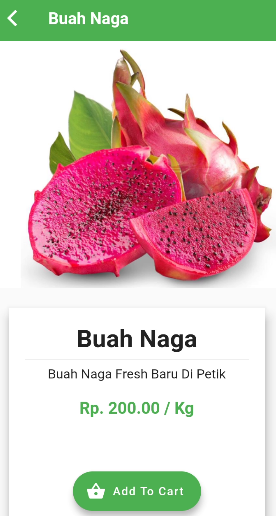 Buah Naga
Buah Naga
Buah Naga Fresh Baru Di Petik
Rp. 200.00 / Kg
Add To Cart